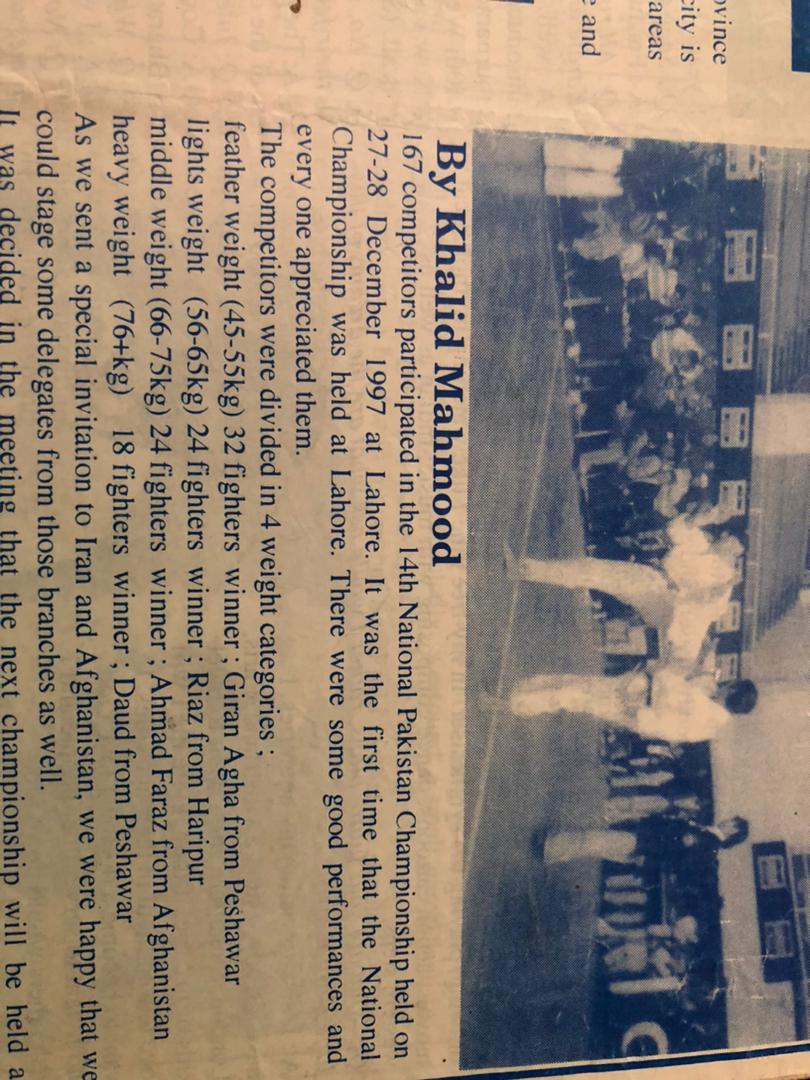 ovince
city is
areas
e and
By Khalid Mahmood
167 competitors participated in the 14th National Pakistan Championship held on
27-28 December 1997 at Lahore. It was the first time that the National
Championship was held at Lahore. There were some good performances and
every one appreciated them.
The competitors were divided in 4 weight categories ;
feather weight (45-55kg) 32 fighters winner ; Giran Agha from Peshawar
lights weight (56-65kg) 24 fighters winner ; Riaz from Haripur
middle weight (66-75kg) 24 fighters winner ; Ahmad Faraz from Afghanistan
heavy weight (76+kg) 18 fighters winner ; Daud from Peshawar
As we sent a special invitation to Iran and Afghanistan, we were happy that we
could stage some delegates from those branches as well.
It was decided in the meeting that the next championship will be held a